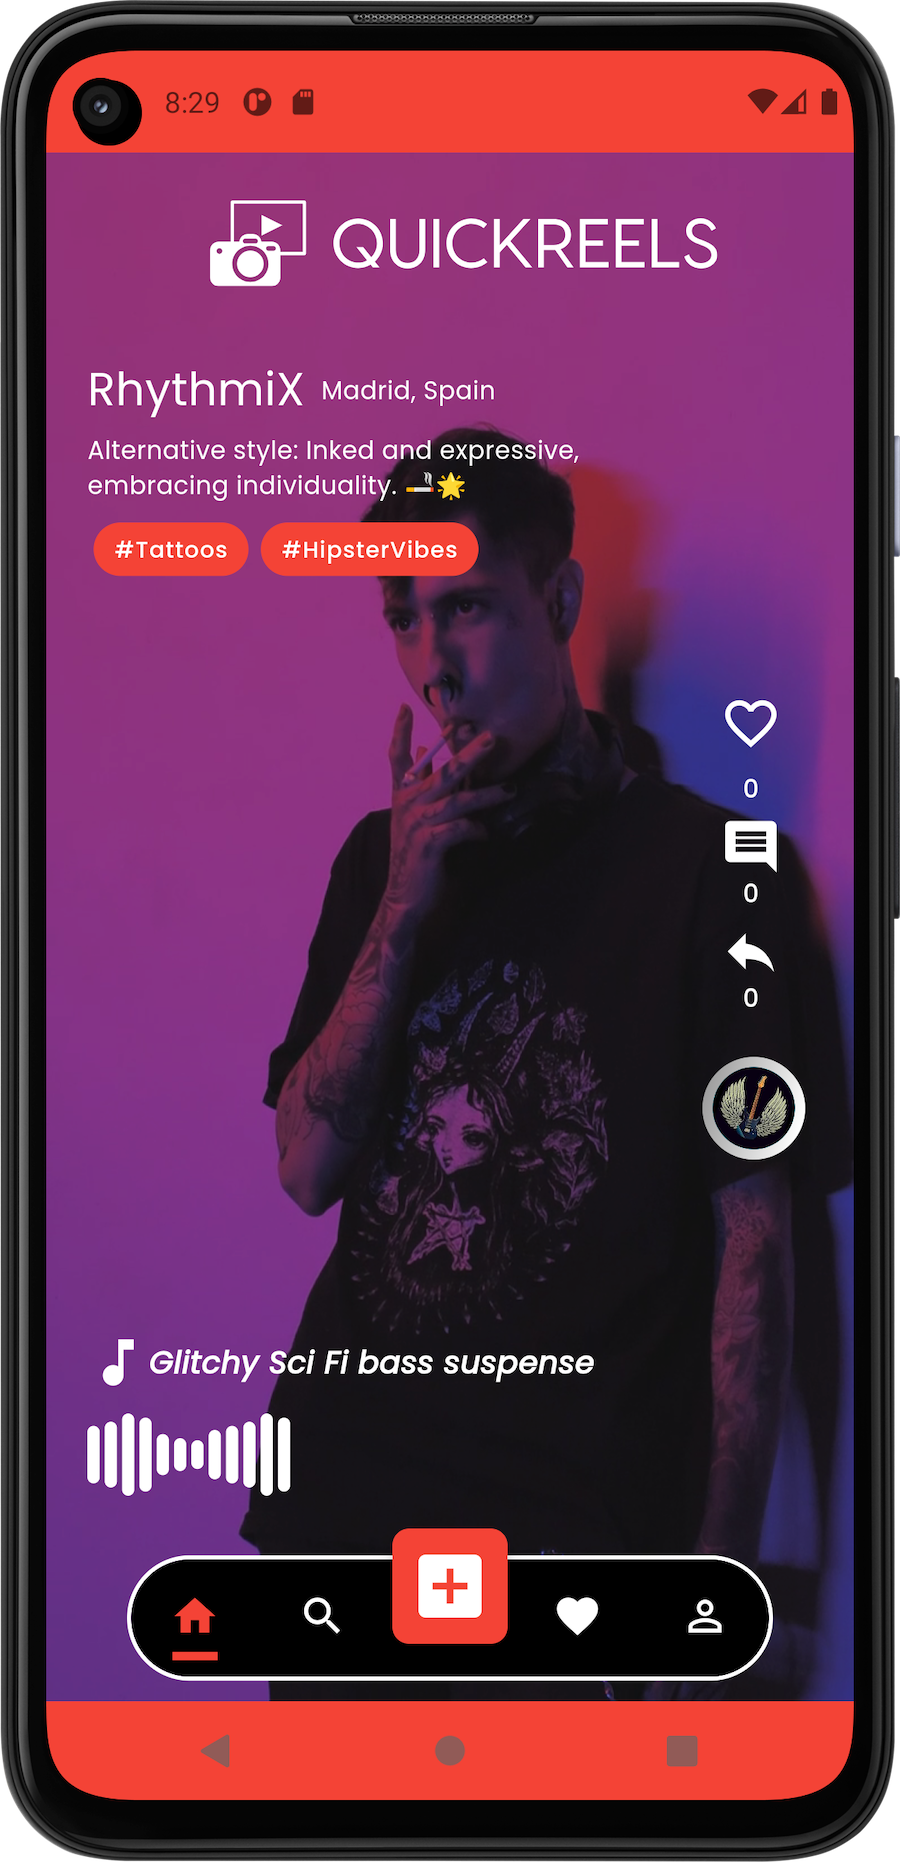 8:29
QUICKREELS
RhythmiX Madrid, Spain
Alternative style: Inked and expressive,
embracing individuality. 🚬🌟
#Tattoos #HipsterVibes
0
0
0
Glitchy Sci Fi bass suspense